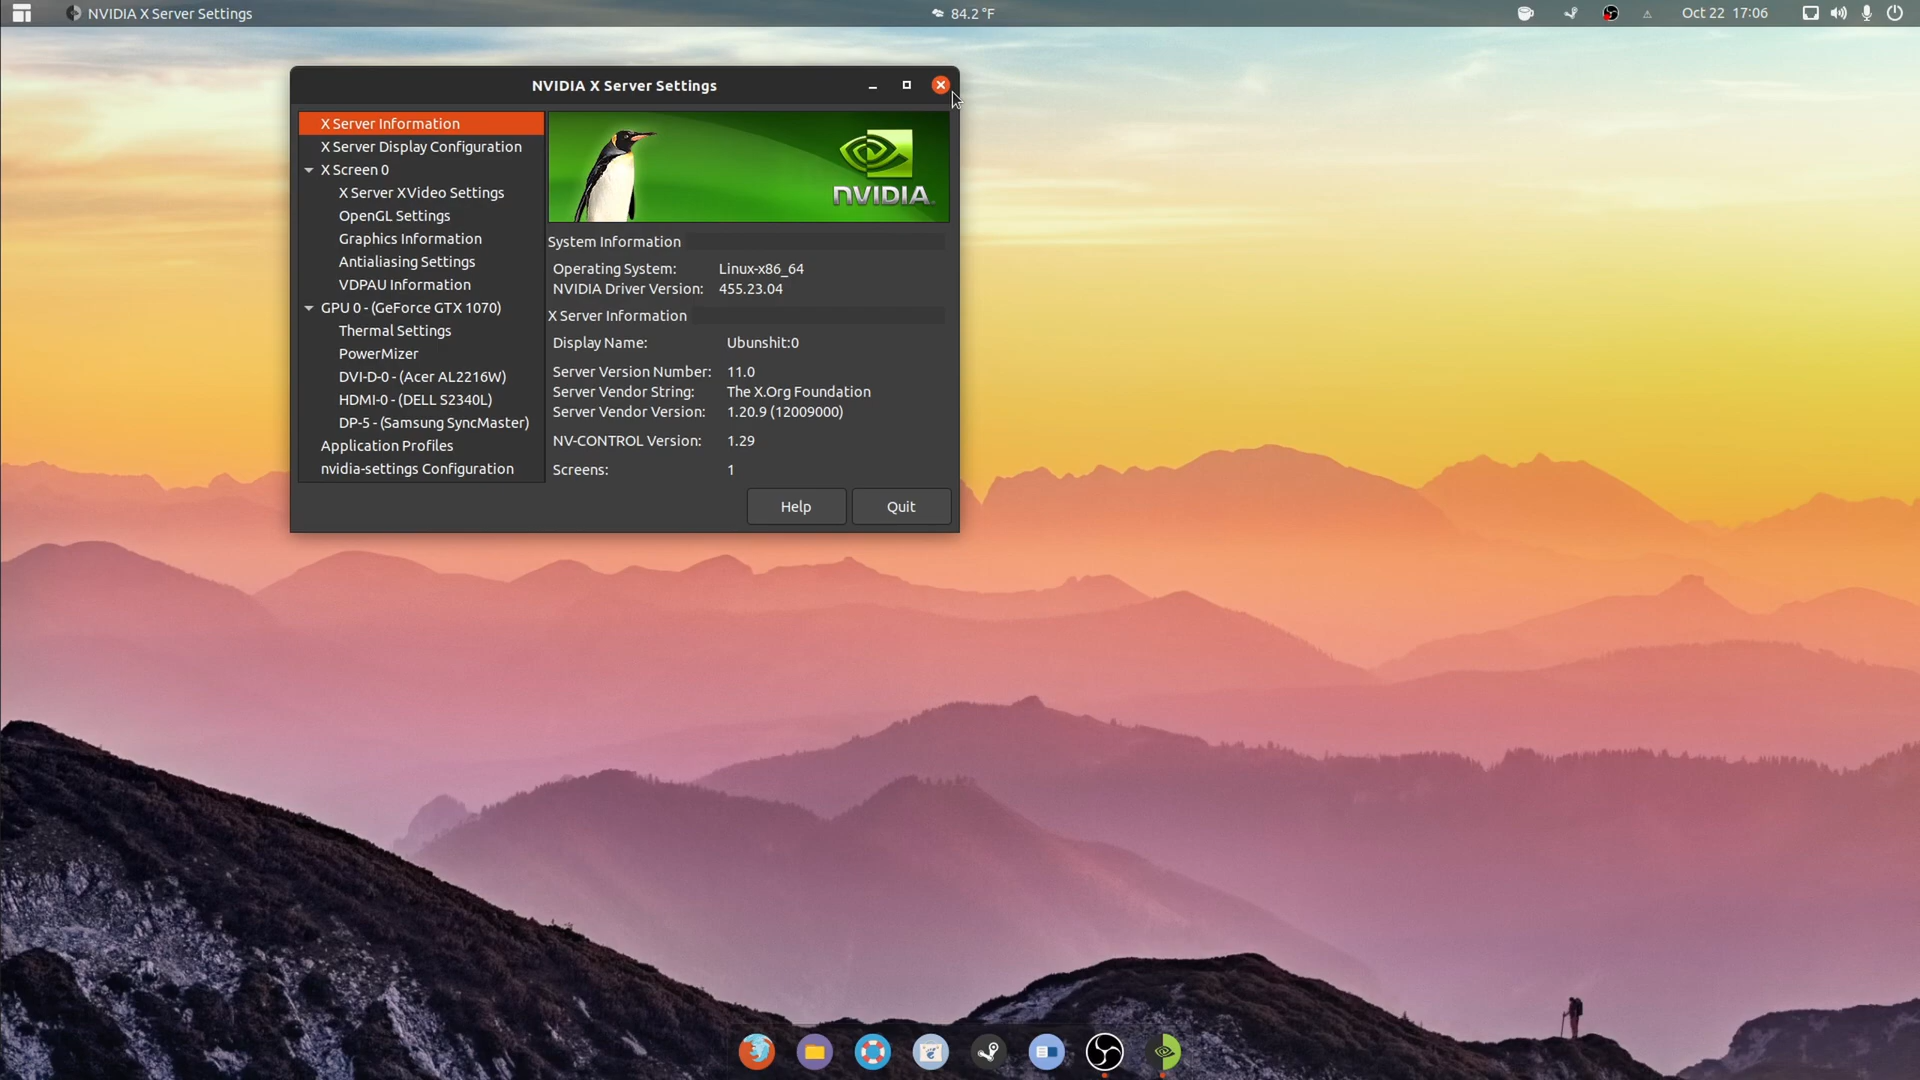 NVIDIA X Server Settings
84.2 °F
Oct 22 17:06
NVIDIA X Server Settings
X Server Information
X Server Display Configuration
X Screen 0
X Server XVideo Settings
OpenGL Settings
Graphics Information
Antialiasing Settings
VDPAU Information
GPU 0 - (GeForce GTX 1070)
Thermal Settings
PowerMizer
DVI-D-0 - (Acer AL2216W)
HDMI-0 - (DELL S2340L)
DP-5 - (Samsung SyncMaster)
Application Profiles
nvidia-settings Configuration
NVIDIA
System Information
Operating System: Linux-x86_64
NVIDIA Driver Version: 455.23.04
X Server Information
Display Name: Ubunshit:0
Server Version Number: 11.0
Server Vendor String: The X.Org Foundation
Server Vendor Version: 1.20.9 (12009000)
NV-CONTROL Version: 1.29
Screens: 1
Help Quit